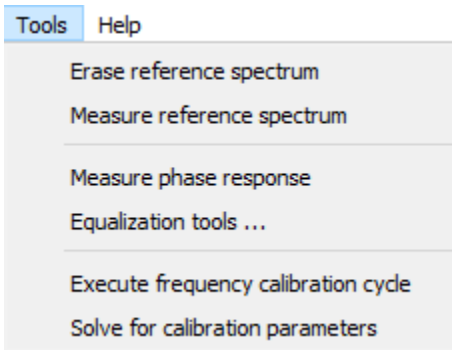 Tools Help
Erase reference spectrum
Measure reference spectrum
Measure phase response
Equalization tools ...
Execute frequency calibration cycle
Solve for calibration parameters